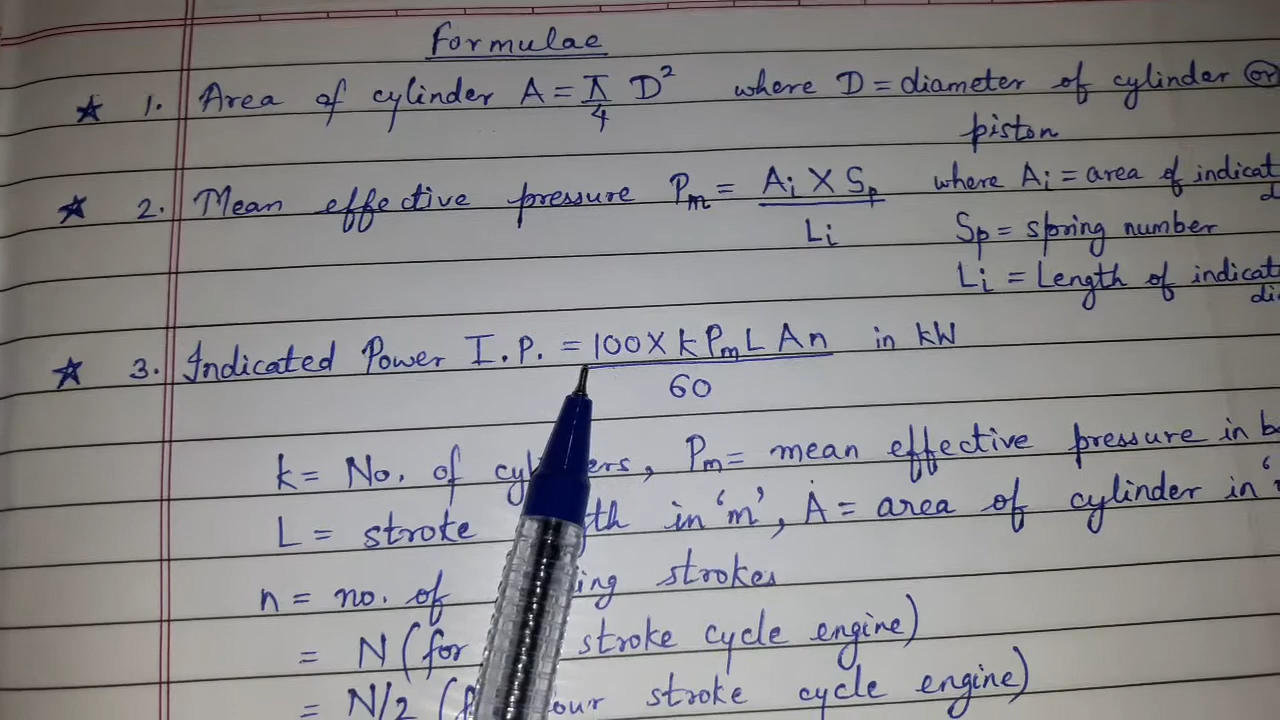 Formulae
1. Area of cylinder A = π/4 D² where D = diameter of cylinder or
piston
2. Mean effective pressure Pm = Ai X Sp / Li where Ai = area of
Sp = spring number
Li = Length of
3. Indicated Power I.P. = 100 X k Pm L A n / 60 in kW
k = No. of Pm = mean effective pressure in
L = stroke in 'm', A = area of cylinder in
n = no. of strokes
= N (for stroke cycle engine)
= N/2 ( stroke cycle engine)